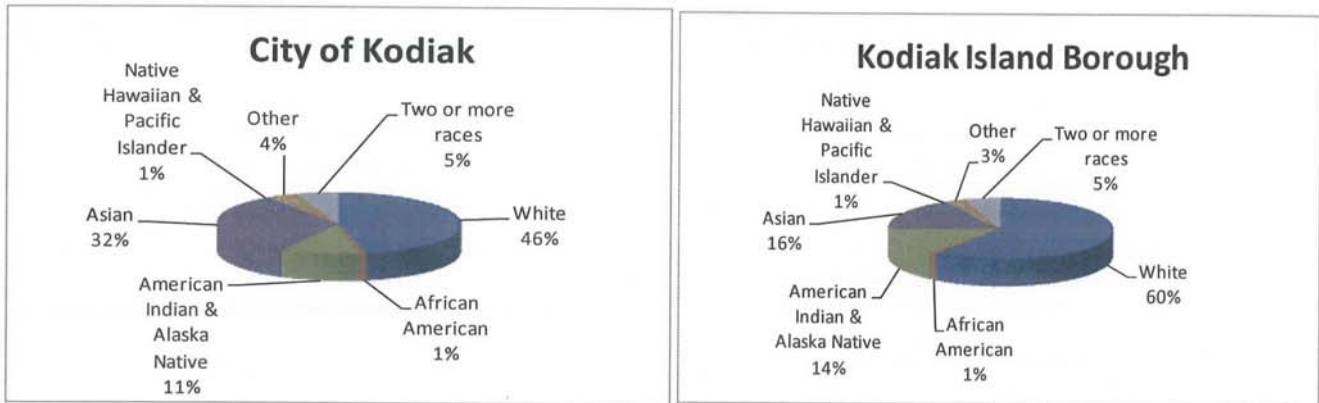 City of Kodiak
Native
Hawaiian &
Pacific
Islander
1%
Other
4%
Two or more
races
5%
White
46%
African
American
1%
American
Indian &
Alaska
Native
11%
Asian
32%
Kodiak Island Borough
Native
Hawaiian &
Pacific
Islander
1%
Other
3%
Two or more
races
5%
White
60%
African
American
1%
American
Indian &
Alaska Native
14%
Asian
16%